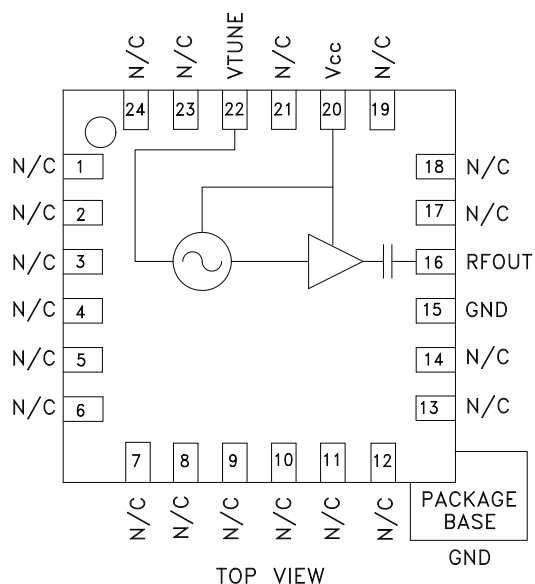 N/C
N/C
VTUNE
N/C
Vcc
N/C
24
23
22
21
20
19
N/C 1
N/C 2
N/C 3
N/C 4
N/C 5
N/C 6
18 N/C
17 N/C
16 RFOUT
15 GND
14 N/C
13 N/C
7
8
9
10
11
12
N/C
N/C
N/C
N/C
N/C
N/C
PACKAGE
BASE
GND
TOP VIEW